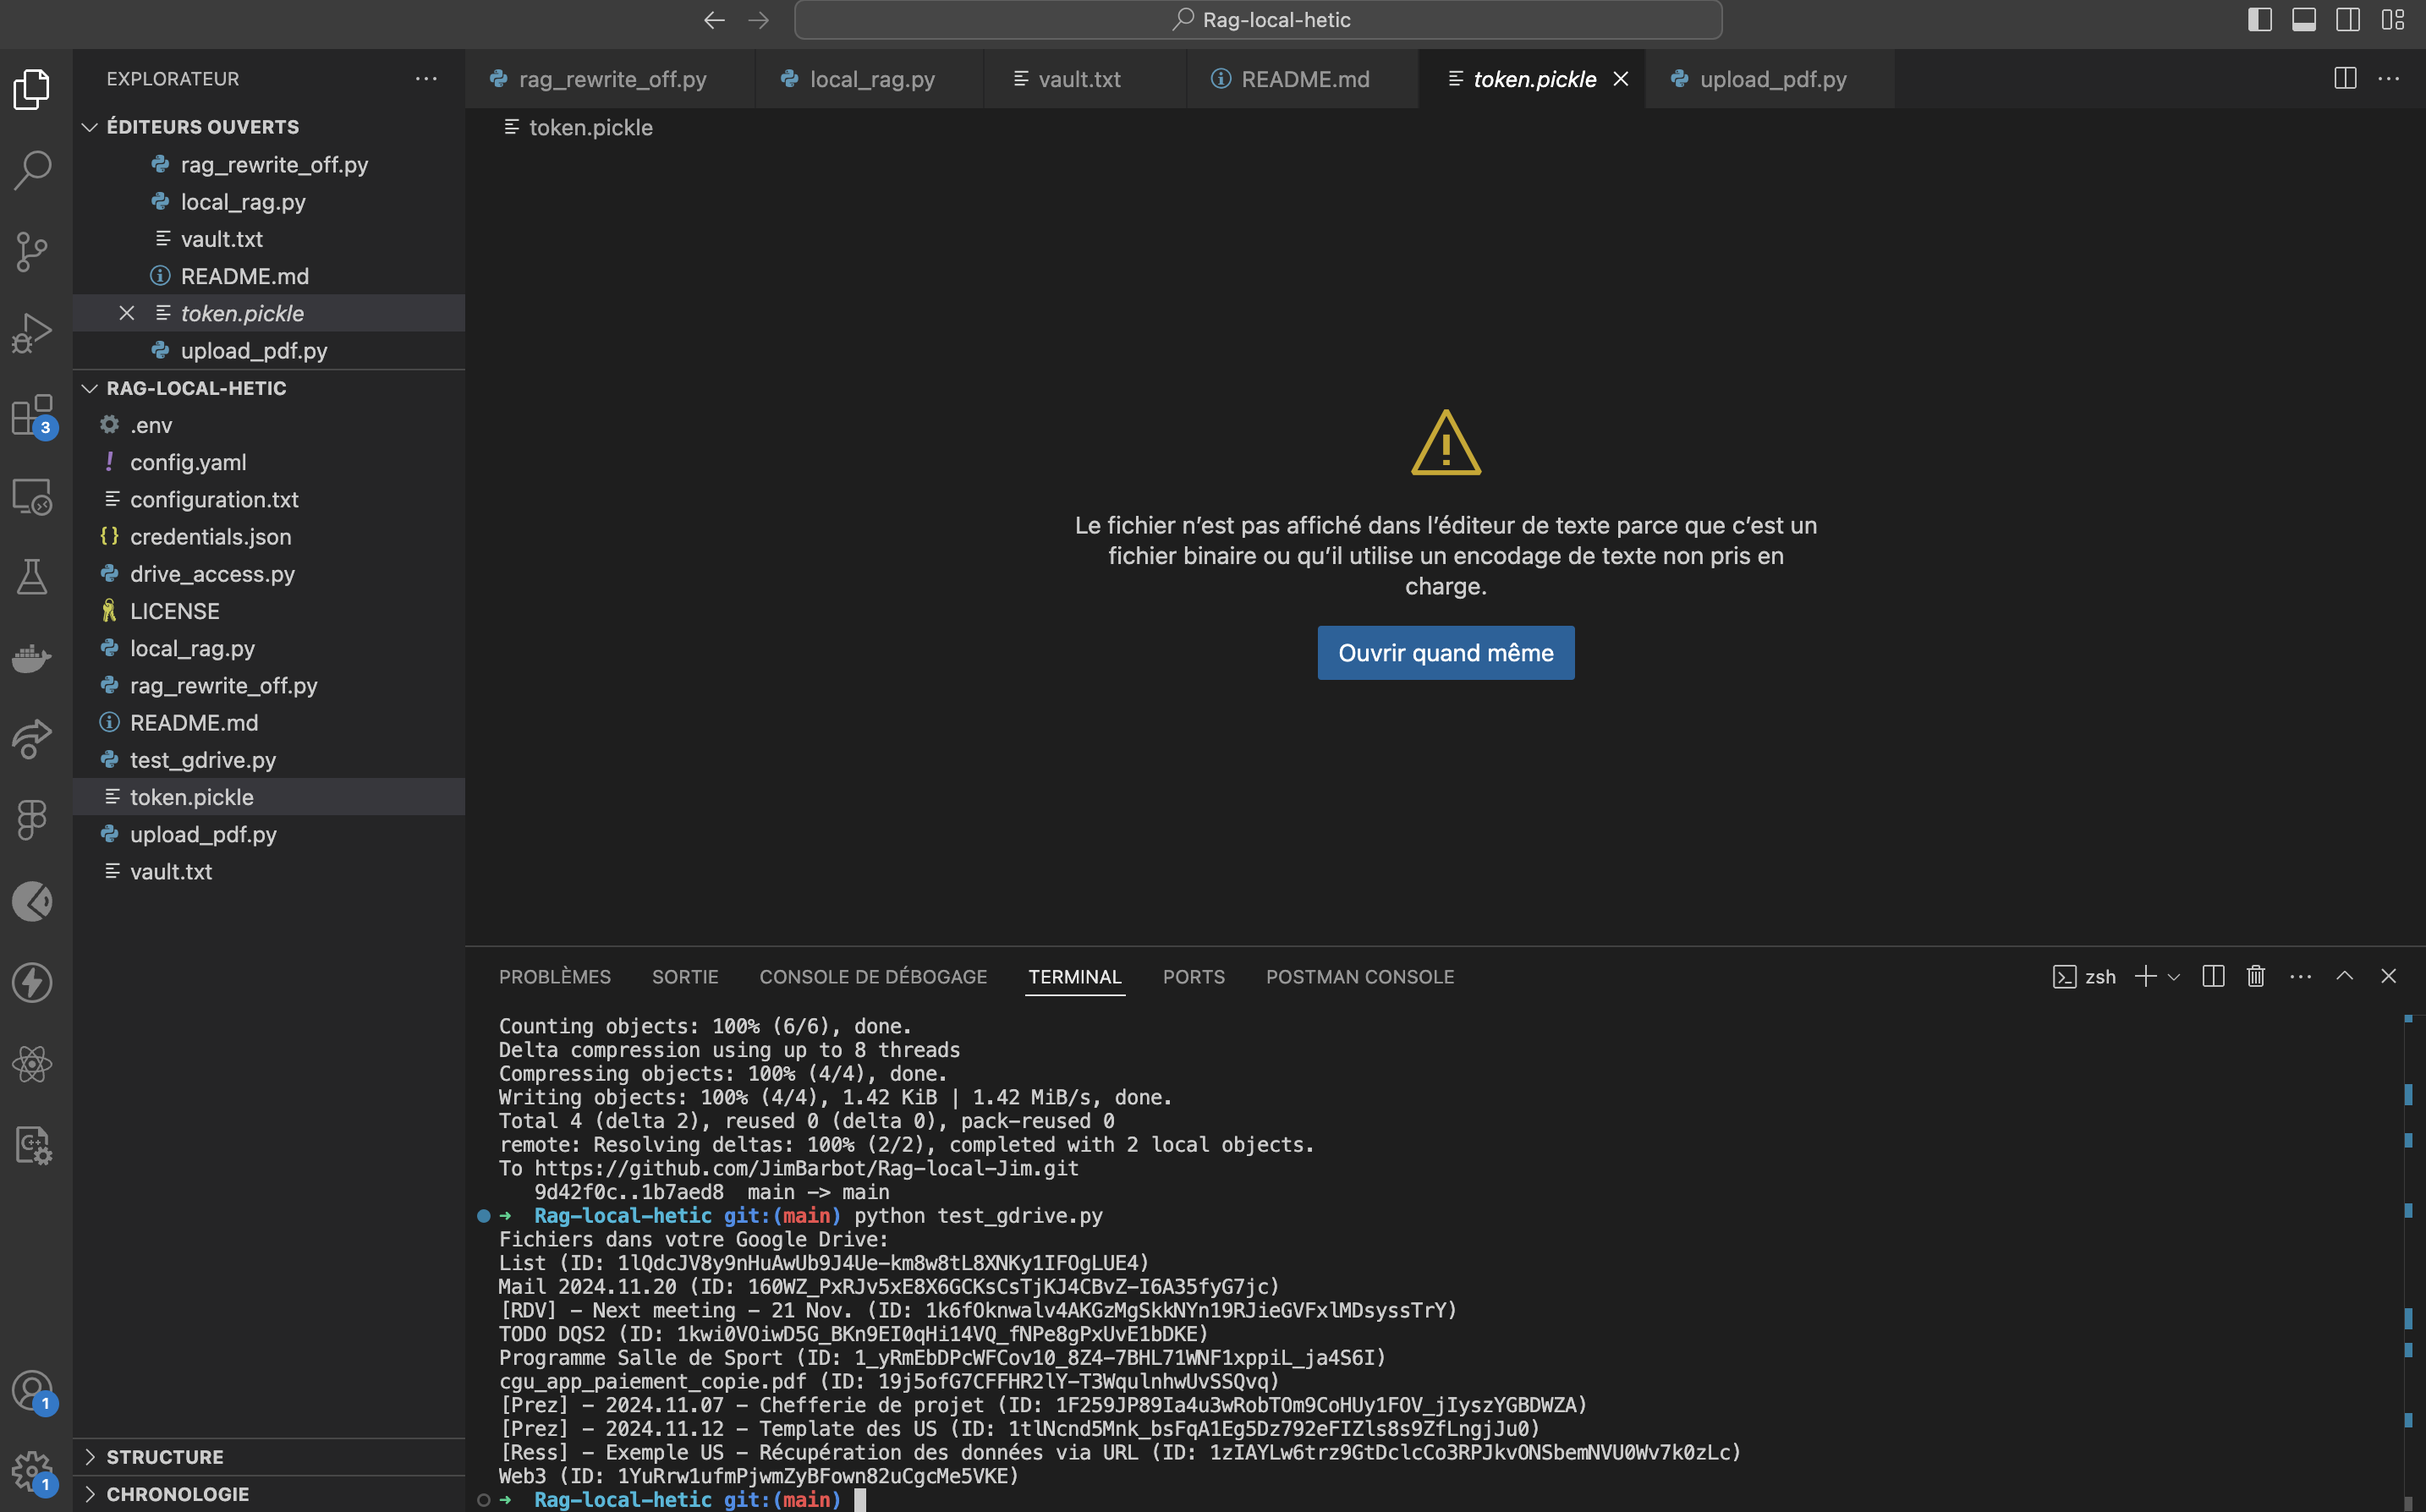 Rag-local-hetic
EXPLORATEUR
ÉDITEURS OUVERTS
rag_rewrite_off.py
local_rag.py
vault.txt
README.md
token.pickle
upload_pdf.py
RAG-LOCAL-HETIC
.env
config.yaml
configuration.txt
credentials.json
drive_access.py
LICENSE
local_rag.py
rag_rewrite_off.py
README.md
test_gdrive.py
token.pickle
upload_pdf.py
vault.txt
STRUCTURE
CHRONOLOGIE
3
1
1
rag_rewrite_off.py local_rag.py vault.txt README.md token.pickle upload_pdf.py
token.pickle
Le fichier n’est pas affiché dans l’éditeur de texte parce que c’est un
fichier binaire ou qu’il utilise un encodage de texte non pris en
charge.
Ouvrir quand même
PROBLÈMES SORTIE CONSOLE DE DÉBOGAGE TERMINAL PORTS POSTMAN CONSOLE
zsh
Counting objects: 100% (6/6), done.
Delta compression using up to 8 threads
Compressing objects: 100% (4/4), done.
Writing objects: 100% (4/4), 1.42 KiB | 1.42 MiB/s, done.
Total 4 (delta 2), reused 0 (delta 0), pack-reused 0
remote: Resolving deltas: 100% (2/2), completed with 2 local objects.
To https://github.com/JimBarbot/Rag-local-Jim.git
9d42f0c..1b7aed8  main -> main
➜  Rag-local-hetic git:(main) python test_gdrive.py
Fichiers dans votre Google Drive:
List (ID: 1lQdcJV8y9nHuAwUb9J4Ue-km8w8tL8XNKy1IFOgLUE4)
Mail 2024.11.20 (ID: 160WZ_PxRJv5xE8X6GCKsCsTjKJ4CBvZ-I6A35fyG7jc)
[RDV] - Next meeting - 21 Nov. (ID: 1k6fOknwalv4AKGzMgSkkNYn19RJieGVFxlMDsyssTrY)
TODO DQS2 (ID: 1kwi0VOiwD5G_BKn9EI0qHi14VQ_fNPe8gPxUvE1bDKE)
Programme Salle de Sport (ID: 1_yRmEbDPcWFCov10_8Z4-7BHL71WNF1xppiL_ja4S6I)
cgu_app_paiement_copie.pdf (ID: 19j5ofG7CFFHR2lY-T3WqulnhwUvSSQvq)
[Prez] - 2024.11.07 - Chefferie de projet (ID: 1F259JP89Ia4u3wRobTOm9CoHUy1FOV_jIyszYGBDWZA)
[Prez] - 2024.11.12 - Template des US (ID: 1tlNcnd5Mnk_bsFqA1Eg5Dz792eFIZls8s9ZfLngjJu0)
[Ress] - Exemple US - Récupération des données via URL (ID: 1zIAYLw6trz9GtDclcCo3RPJkvONSbemNVU0Wv7k0zLc)
Web3 (ID: 1YuRrw1ufmPjwmZyBFown82uCgcMe5VKE)
➜  Rag-local-hetic git:(main)